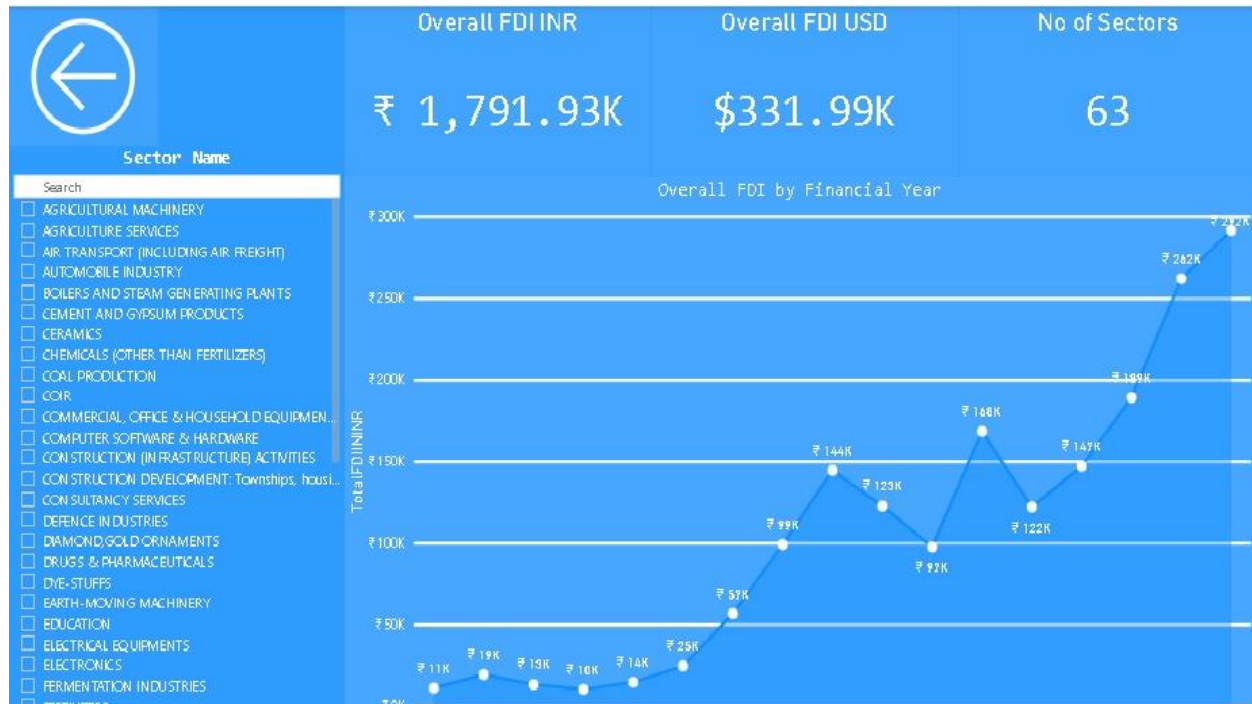 Overall FDI INR
Overall FDI USD
No of Sectors
₹ 1,791.93K
$331.99K
63
Sector Name
Search
AGRICULTURAL MACHINERY
AGRICULTURE SERVICES
AIR TRANSPORT (INCLUDING AIR FREIGHT)
AUTOMOBILE INDUSTRY
BOILERS AND STEAM GENERATING PLANTS
CEMENT AND GYPSUM PRODUCTS
CERAMICS
CHEMICALS (OTHER THAN FERTILIZERS)
COAL PRODUCTION
COIR
COMMERCIAL, OFFICE & HOUSEHOLD EQUIPMEN...
COMPUTER SOFTWARE & HARDWARE
CONSTRUCTION (INFRASTRUCTURE) ACTIVITIES
CONSTRUCTION DEVELOPMENT: Townships, housi...
CONSULTANCY SERVICES
DEFENCE INDUSTRIES
DIAMOND,GOLD ORNAMENTS
DRUGS & PHARMACEUTICALS
DYE-STUFFS
EARTH-MOVING MACHINERY
EDUCATION
ELECTRICAL EQUIPMENTS
ELECTRONICS
FERMENTATION INDUSTRIES
Overall FDI by Financial Year
TotalFDIININR
₹300K
₹250K
₹200K
₹150K
₹100K
₹50K
₹ 11K
₹ 19K
₹ 13K
₹ 10K
₹ 14K
₹ 25K
₹ 99K
₹ 144K
₹ 123K
₹ 168K
₹ 122K
₹ 147K
₹ 189K
₹ 262K